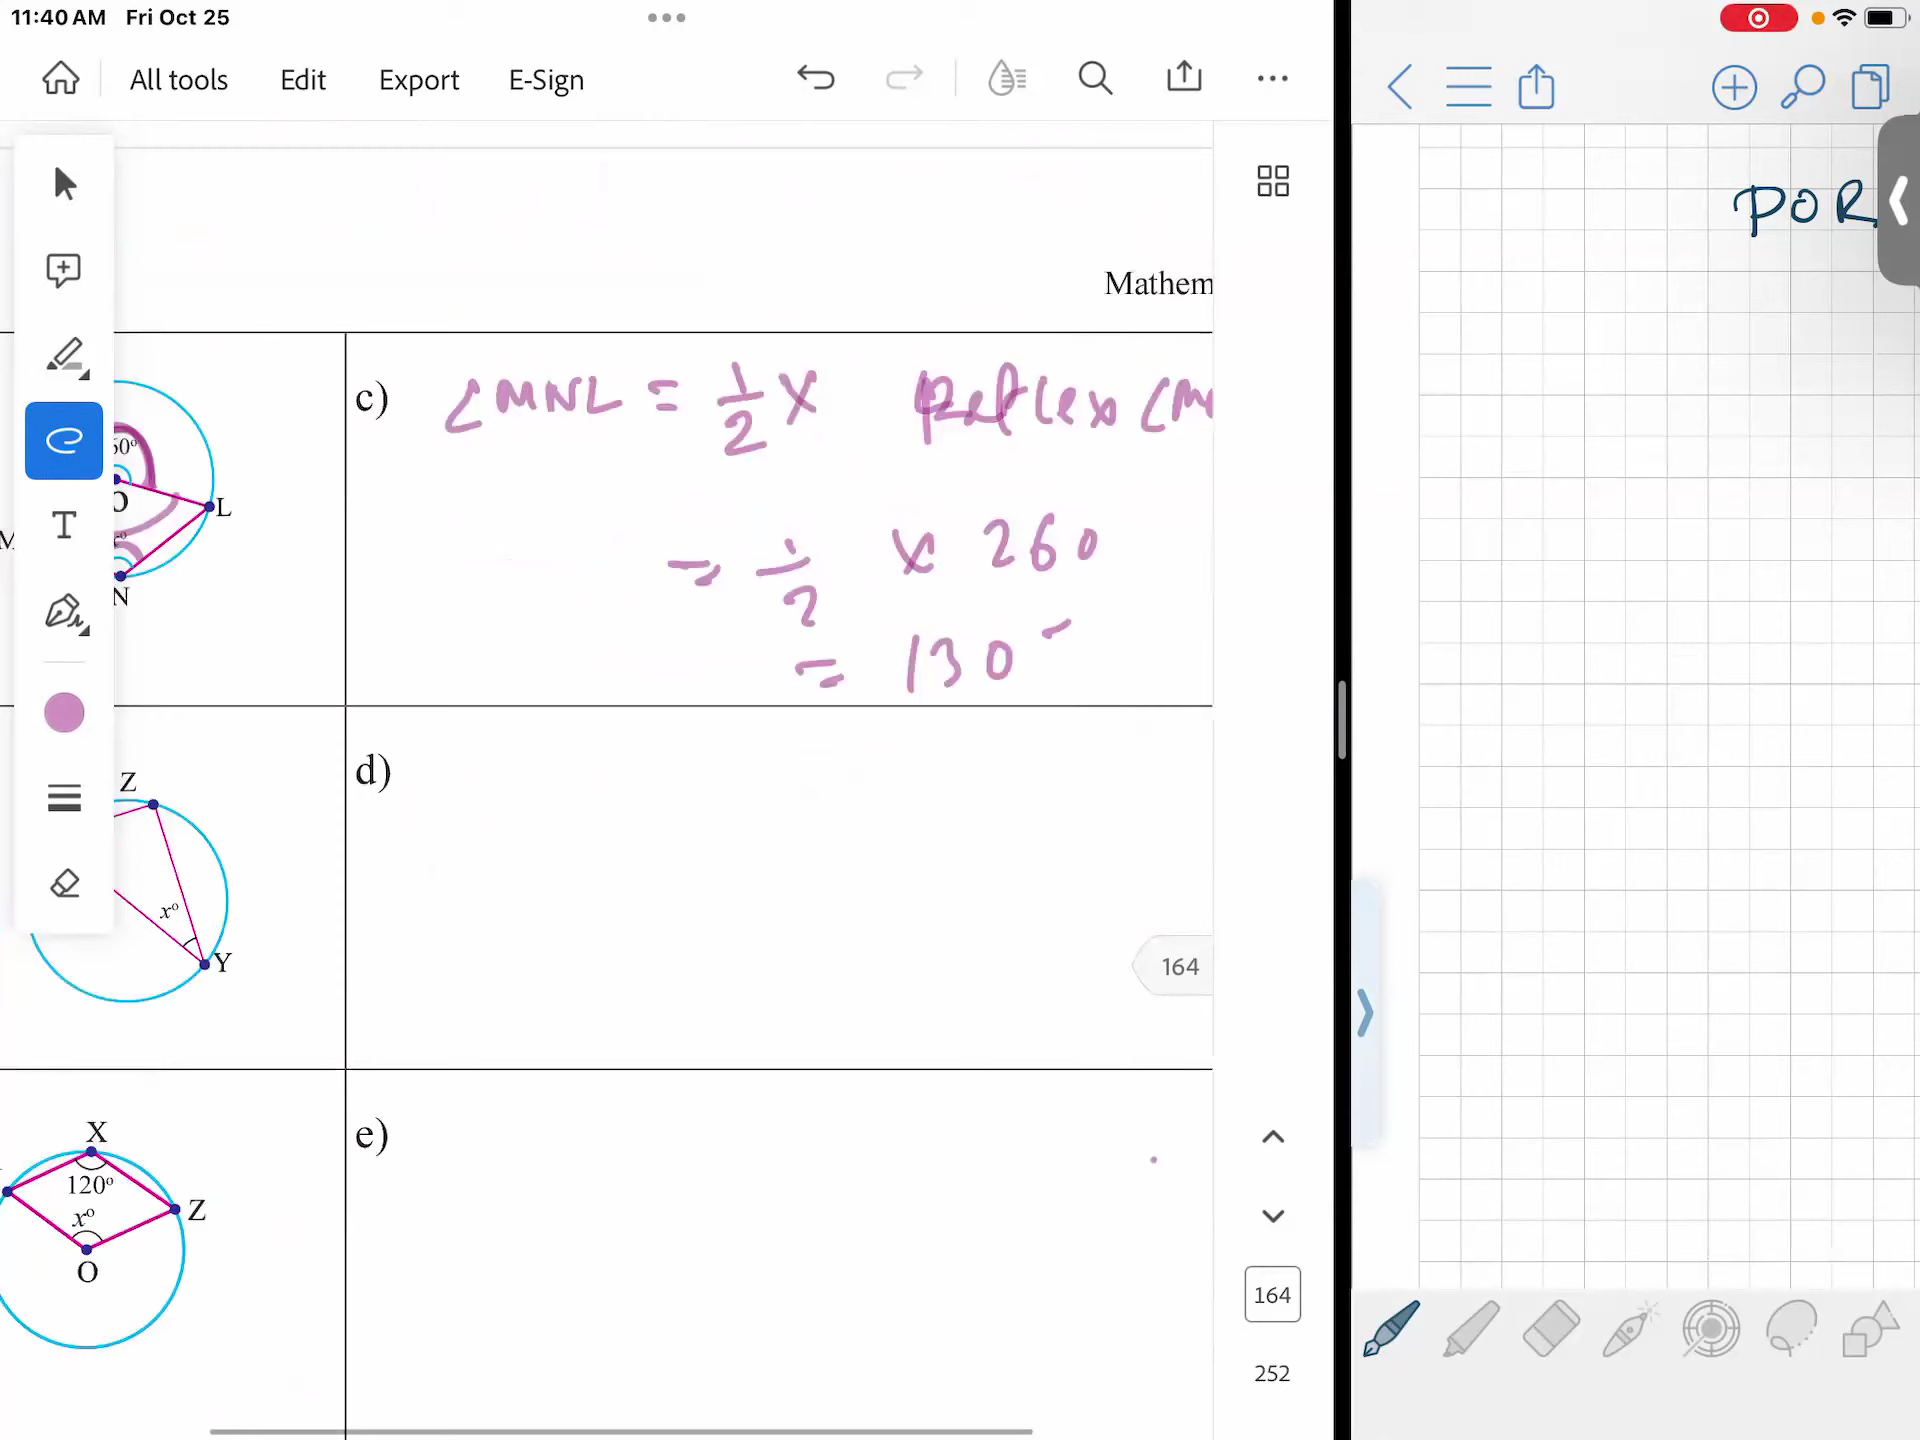 11:40 AM Fri Oct 25
All tools Edit Export E-Sign
POR
Mathem
c) ∠MNL = 1/2 X Reflex ∠M
60°
O
L
M
N
= 1/2 x 260
= 130
Z
d)
x°
Y
164
X
e)
120°
Z
x°
O
164
252